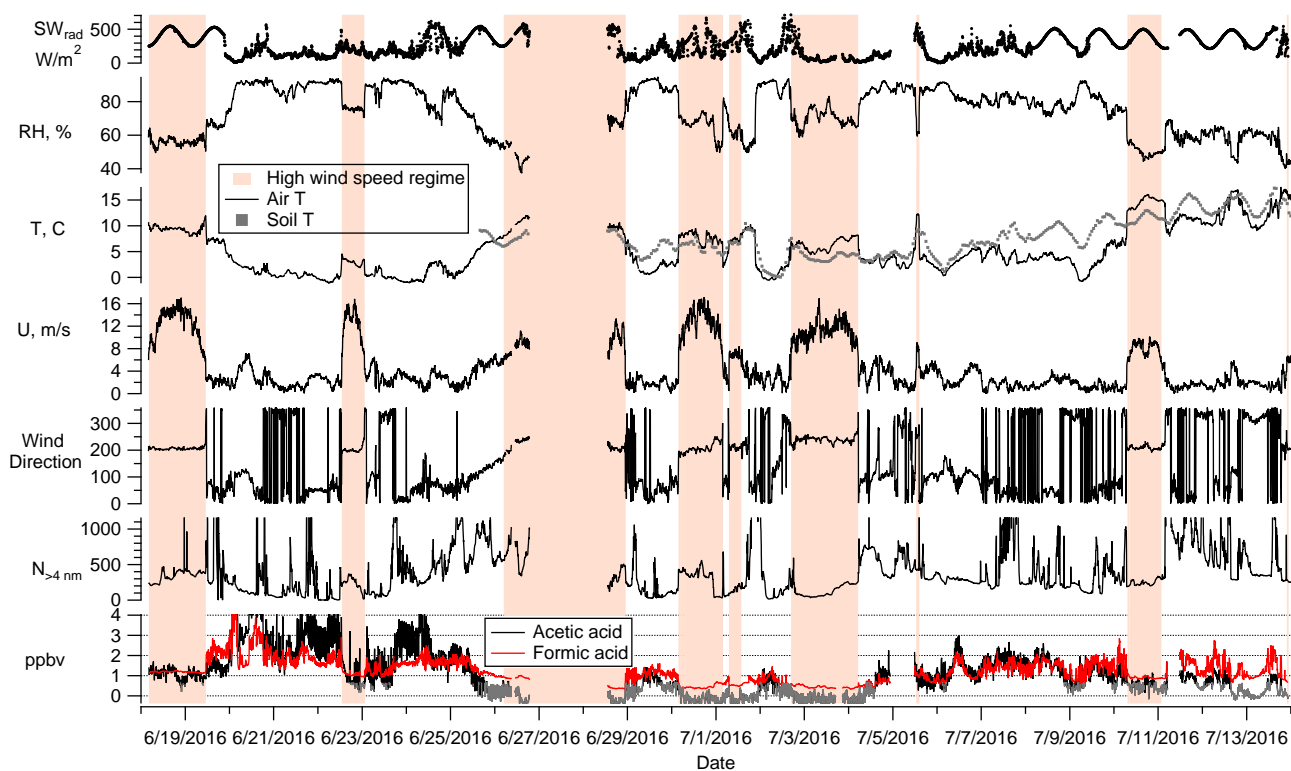 SWrad
W/m2
500
0
RH, %
80
60
40
High wind speed regime
Air T
Soil T
T, C
15
10
5
0
U, m/s
16
12
8
4
0
Wind
Direction
300
200
100
0
N>4 nm
1000
500
0
ppbv
4
3
2
1
0
Acetic acid
Formic acid
6/19/2016 6/21/2016 6/23/2016 6/25/2016 6/27/2016 6/29/2016 7/1/2016 7/3/2016 7/5/2016 7/7/2016 7/9/2016 7/11/2016 7/13/2016
Date